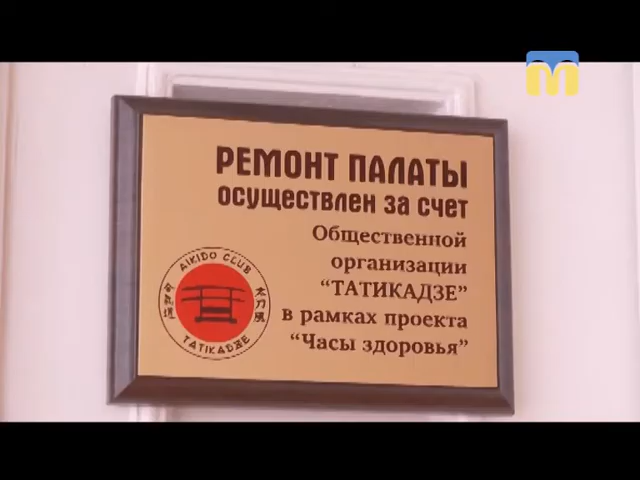 РЕМОНТ ПАЛАТЫ
осуществлен за счет
Общественной
организации
“ТАТИКАДЗЕ”
в рамках проекта
“Часы здоровья”
AIKIDO CLUB
TATIKADZE